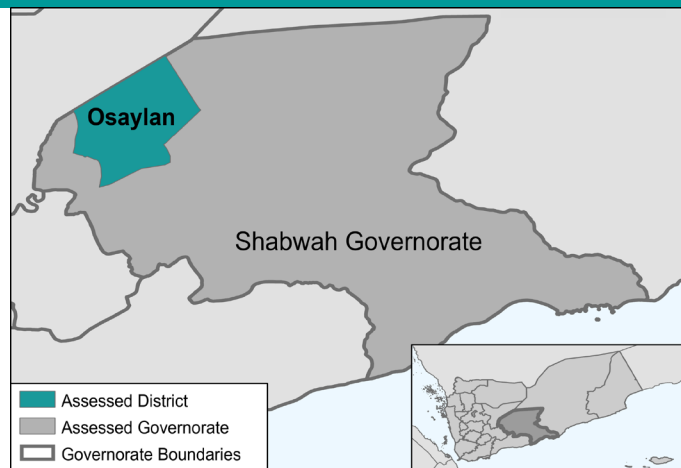 Osaylan
Shabwah Governorate
Assessed District
Assessed Governorate
Governorate Boundaries